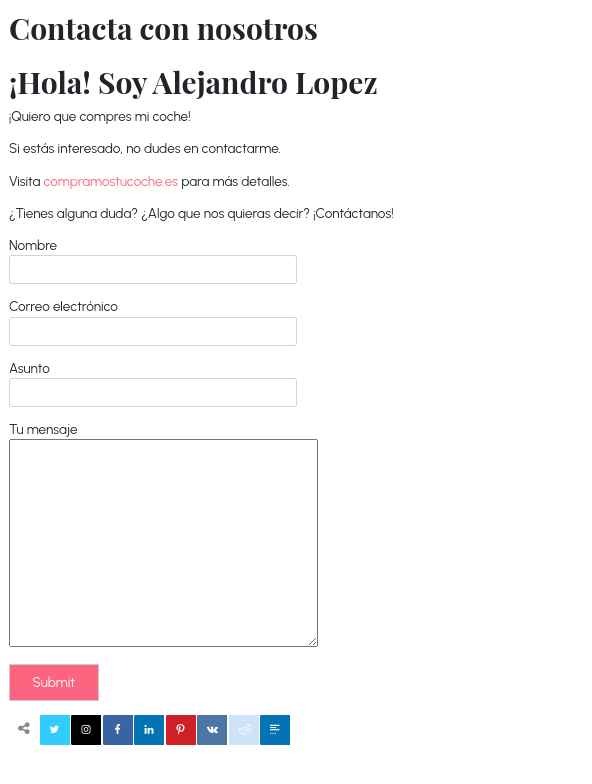 Contacta con nosotros
¡Hola! Soy Alejandro Lopez
¡Quiero que compres mi coche!
Si estás interesado, no dudes en contactarme.
Visita compramostucoche.es para más detalles.
¿Tienes alguna duda? ¿Algo que nos quieras decir? ¡Contáctanos!
Nombre
Correo electrónico
Asunto
Tu mensaje
Submit